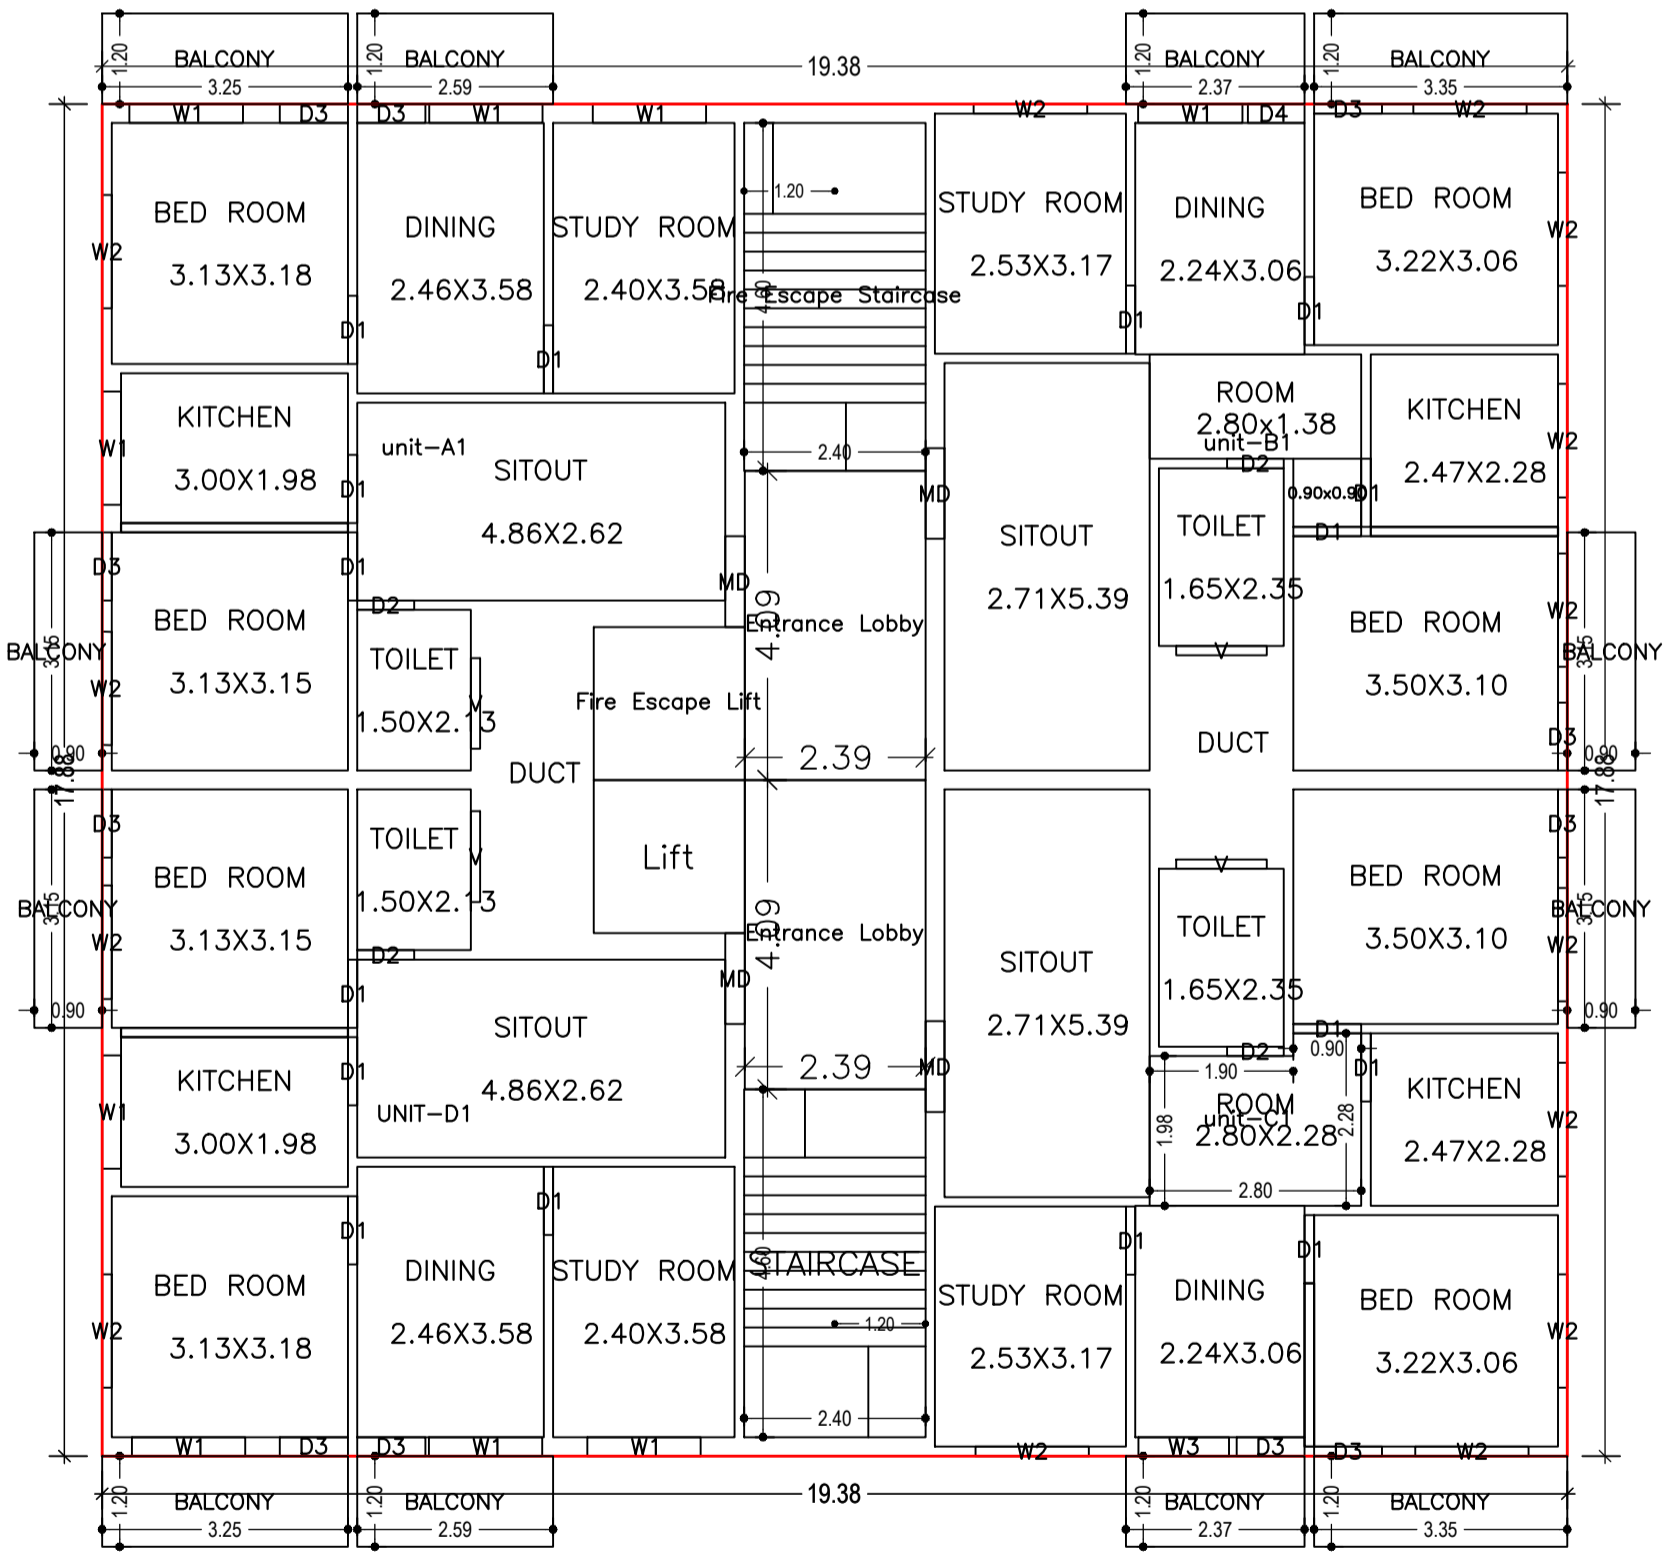 BALCONY
BALCONY
BALCONY
BALCONY
1.20
1.20
1.20
1.20
19.38
3.25
2.59
2.37
3.35
W1
D3
D3
W1
W1
W2
W1
D4
D3
W2
BED ROOM
3.13X3.18
DINING
2.46X3.58
STUDY ROOM
2.40X3.58
1.20
4.60
Fire Escape Staircase
STUDY ROOM
2.53X3.17
DINING
2.24X3.06
BED ROOM
3.22X3.06
W2
W2
D1
D1
D1
D1
KITCHEN
3.00X1.98
W1
D1
unit-A1
SITOUT
4.86X2.62
2.40
MD
ROOM
2.80x1.38
unit-B1
D2
0.90x0.90
D1
D1
KITCHEN
2.47X2.28
W2
SITOUT
2.71X5.39
TOILET
1.65X2.35
V
D3
D1
BED ROOM
3.13X3.15
BALCONY
3.15
W2
0.90
17.88
D2
TOILET
1.50X2.13
V
MD
Entrance Lobby
4.09
Fire Escape Lift
2.39
DUCT
DUCT
BED ROOM
3.50X3.10
W2
BALCONY
3.15
D3
0.90
17.88
D3
BED ROOM
3.13X3.15
BALCONY
3.15
W2
0.90
D1
TOILET
1.50X2.13
V
D2
Lift
Entrance Lobby
4.09
MD
2.39
SITOUT
2.71X5.39
MD
V
TOILET
1.65X2.35
D2
BED ROOM
3.50X3.10
D3
BALCONY
3.15
W2
0.90
D1
0.90
D1
1.90
ROOM
unit-C1
2.80X2.28
1.98
2.28
2.80
KITCHEN
2.47X2.28
W2
KITCHEN
3.00X1.98
W1
D1
SITOUT
4.86X2.62
UNIT-D1
D1
D1
D1
D1
BED ROOM
3.13X3.18
W2
DINING
2.46X3.58
STUDY ROOM
2.40X3.58
STAIRCASE
4.60
1.20
2.40
STUDY ROOM
2.53X3.17
DINING
2.24X3.06
BED ROOM
3.22X3.06
W2
W1
D3
D3
W1
W1
W2
W3
D3
D3
W2
19.38
1.20
1.20
1.20
1.20
BALCONY
BALCONY
BALCONY
BALCONY
3.25
2.59
2.37
3.35